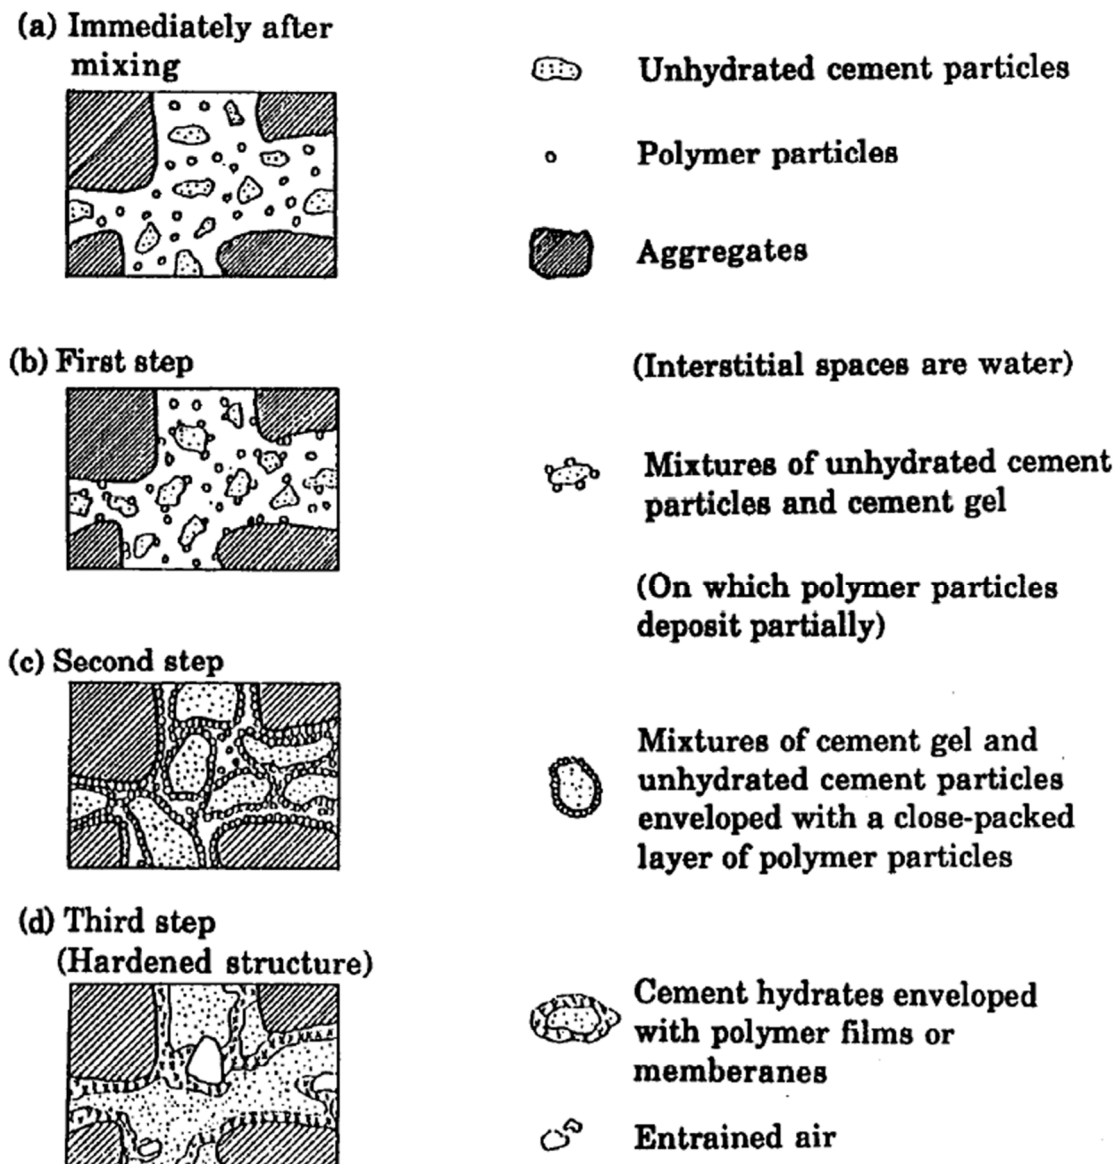 (a) Immediately after
mixing
Unhydrated cement particles
Polymer particles
Aggregates
(b) First step
(Interstitial spaces are water)
Mixtures of unhydrated cement
particles and cement gel
(On which polymer particles
deposit partially)
(c) Second step
Mixtures of cement gel and
unhydrated cement particles
enveloped with a close-packed
layer of polymer particles
(d) Third step
(Hardened structure)
Cement hydrates enveloped
with polymer films or
memberanes
Entrained air